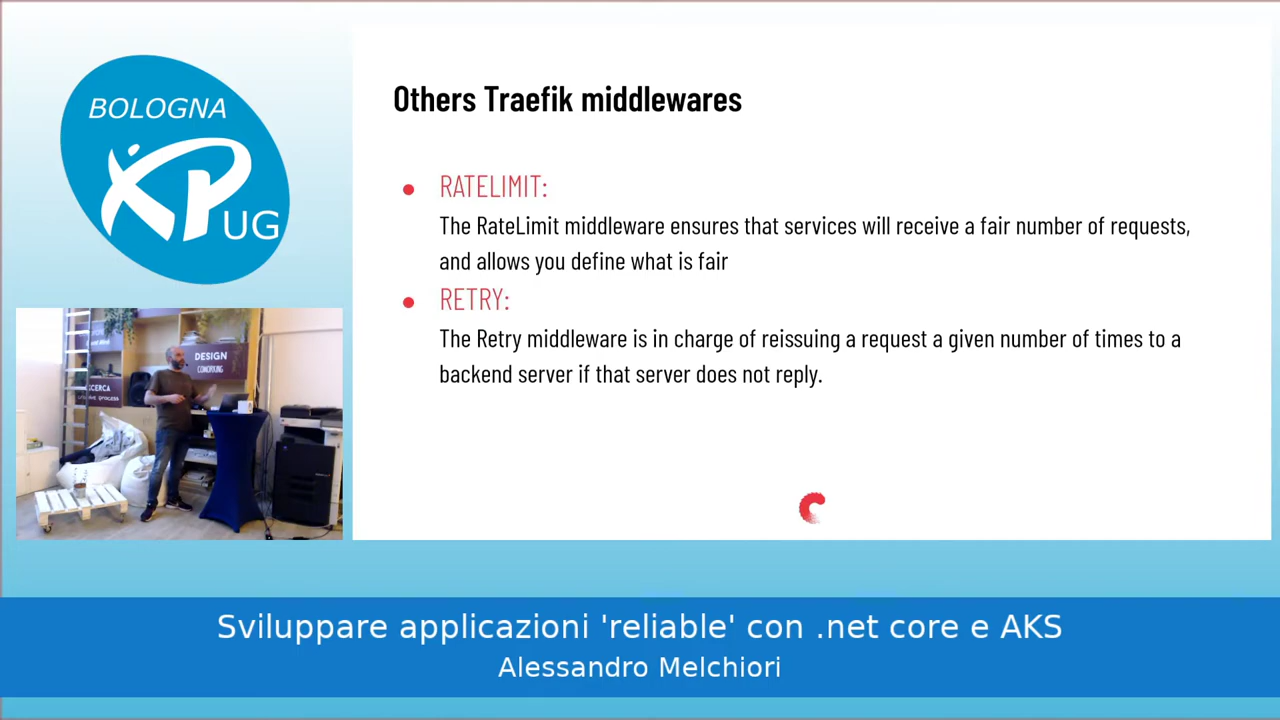 BOLOGNA
XP
UG
Others Traefik middlewares
RATELIMIT:
The RateLimit middleware ensures that services will receive a fair number of requests,
and allows you define what is fair
RETRY:
The Retry middleware is in charge of reissuing a request a given number of times to a
backend server if that server does not reply.
DESIGN
COWORKING
Sviluppare applicazioni 'reliable' con .net core e AKS
Alessandro Melchiori